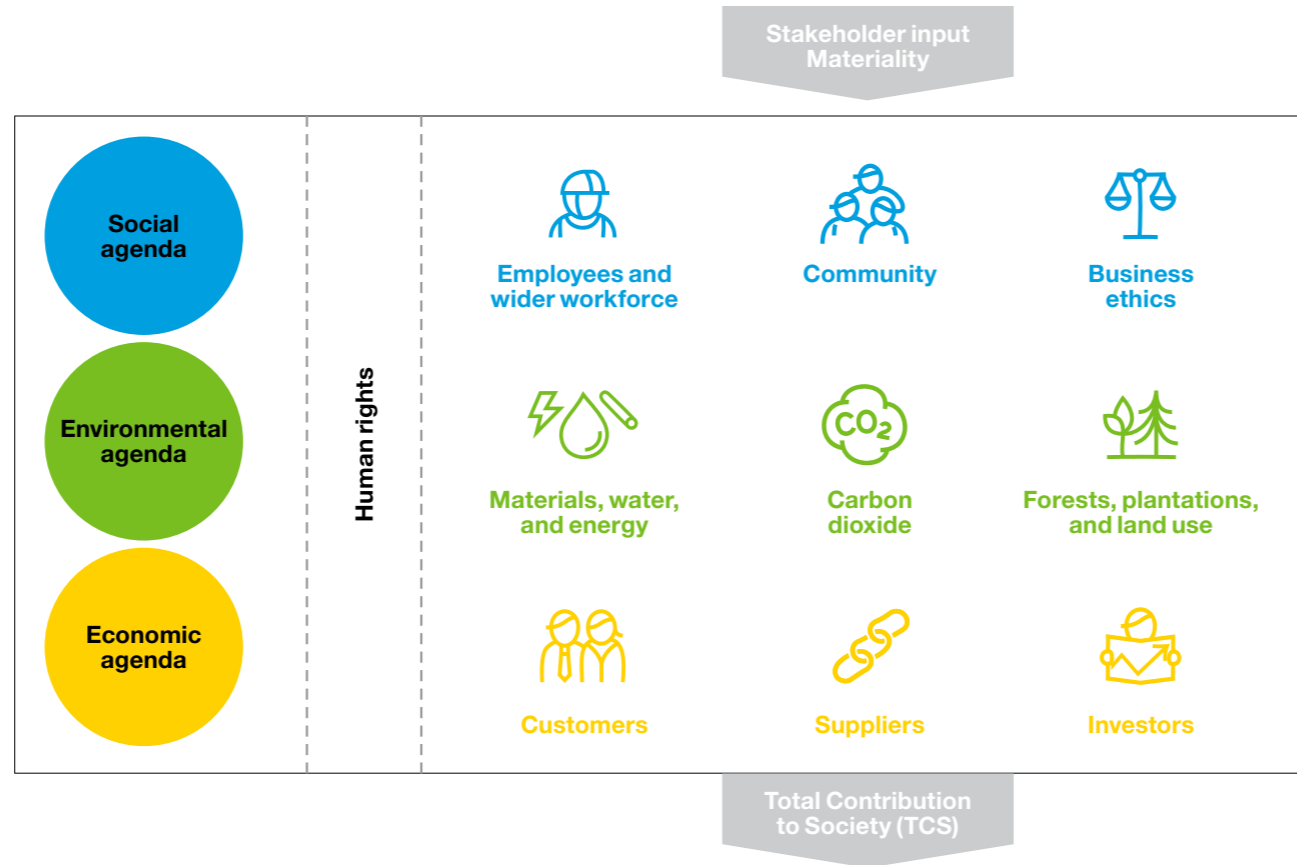 Stakeholder input
Materiality
Social
agenda
Employees and
wider workforce
Community
Business
ethics
Human rights
Environmental
agenda
CO₂
Materials, water,
and energy
Carbon
dioxide
Forests, plantations,
and land use
Economic
agenda
Customers
Suppliers
Investors
Total Contribution
to Society (TCS)